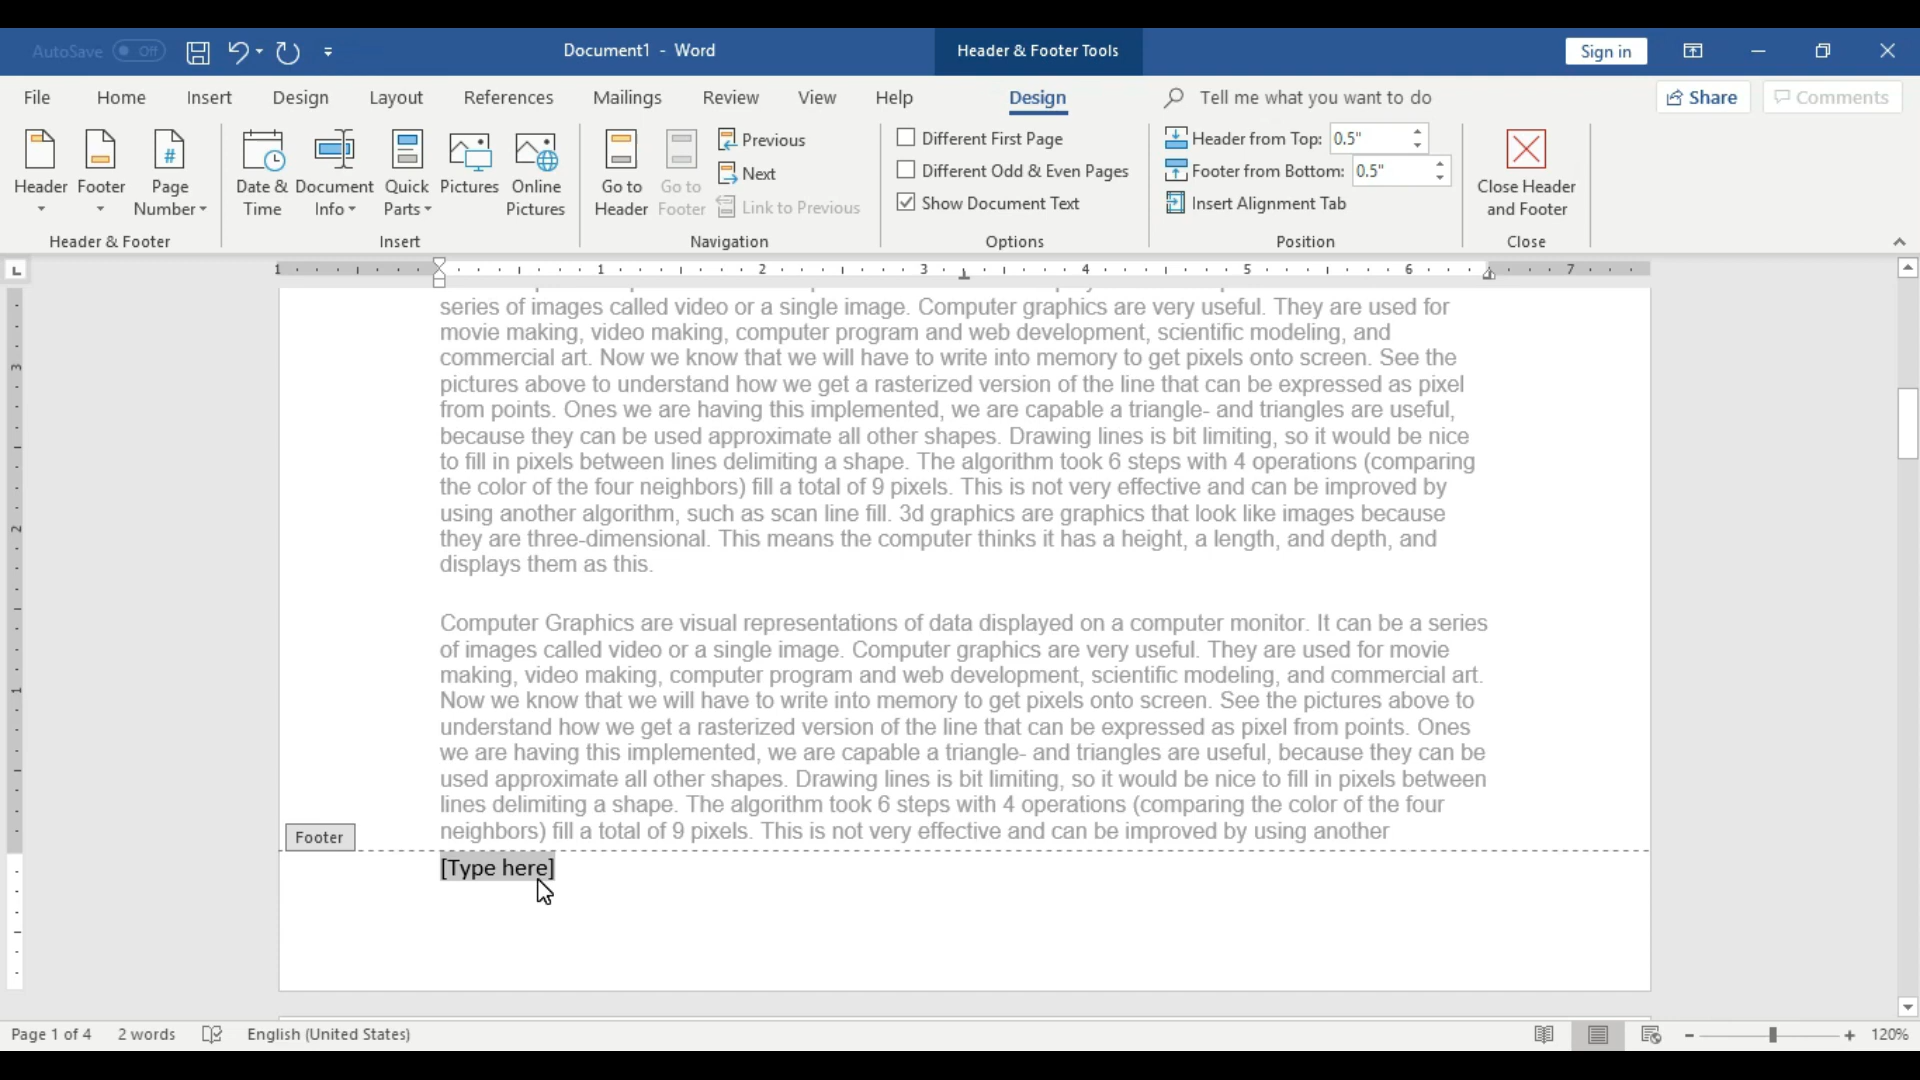 AutoSave Off
Document1 - Word
Header & Footer Tools
Sign in
File Home Insert Design Layout References Mailings Review View Help Design Tell me what you want to do Share Comments
Header
Footer
Page Number
Header & Footer
Date & Time
Document Info
Quick Parts
Pictures
Online Pictures
Insert
Go to Header
Go to Footer
Previous
Next
Link to Previous
Navigation
Different First Page
Different Odd & Even Pages
Show Document Text
Options
Header from Top: 0.5"
Footer from Bottom: 0.5"
Insert Alignment Tab
Position
Close Header and Footer
Close
1 1 2 3 4 5 6 7
3
2
1
series of images called video or a single image. Computer graphics are very useful. They are used for
movie making, video making, computer program and web development, scientific modeling, and
commercial art. Now we know that we will have to write into memory to get pixels onto screen. See the
pictures above to understand how we get a rasterized version of the line that can be expressed as pixel
from points. Ones we are having this implemented, we are capable a triangle- and triangles are useful,
because they can be used approximate all other shapes. Drawing lines is bit limiting, so it would be nice
to fill in pixels between lines delimiting a shape. The algorithm took 6 steps with 4 operations (comparing
the color of the four neighbors) fill a total of 9 pixels. This is not very effective and can be improved by
using another algorithm, such as scan line fill. 3d graphics are graphics that look like images because
they are three-dimensional. This means the computer thinks it has a height, a length, and depth, and
displays them as this.
Computer Graphics are visual representations of data displayed on a computer monitor. It can be a series
of images called video or a single image. Computer graphics are very useful. They are used for movie
making, video making, computer program and web development, scientific modeling, and commercial art.
Now we know that we will have to write into memory to get pixels onto screen. See the pictures above to
understand how we get a rasterized version of the line that can be expressed as pixel from points. Ones
we are having this implemented, we are capable a triangle- and triangles are useful, because they can be
used approximate all other shapes. Drawing lines is bit limiting, so it would be nice to fill in pixels between
lines delimiting a shape. The algorithm took 6 steps with 4 operations (comparing the color of the four
neighbors) fill a total of 9 pixels. This is not very effective and can be improved by using another
Footer
[Type here]
Page 1 of 4 2 words English (United States) 120%